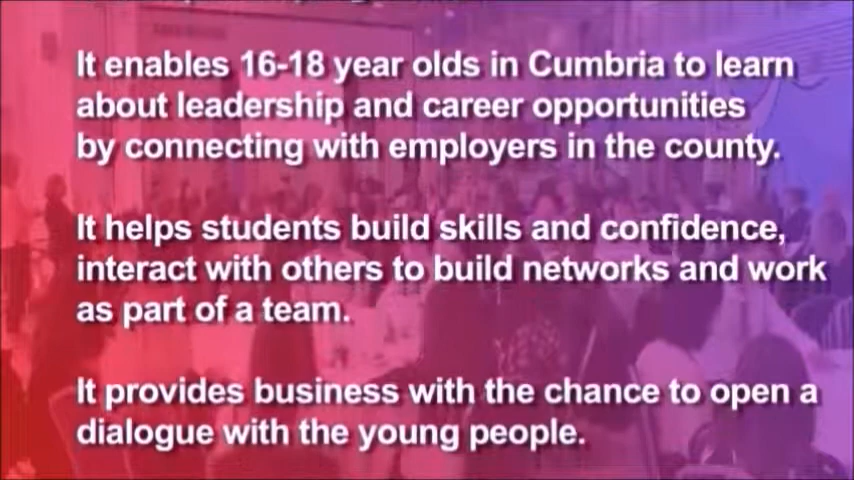 It enables 16-18 year olds in Cumbria to learn
about leadership and career opportunities
by connecting with employers in the county.
It helps students build skills and confidence,
interact with others to build networks and work
as part of a team.
It provides business with the chance to open a
dialogue with the young people.